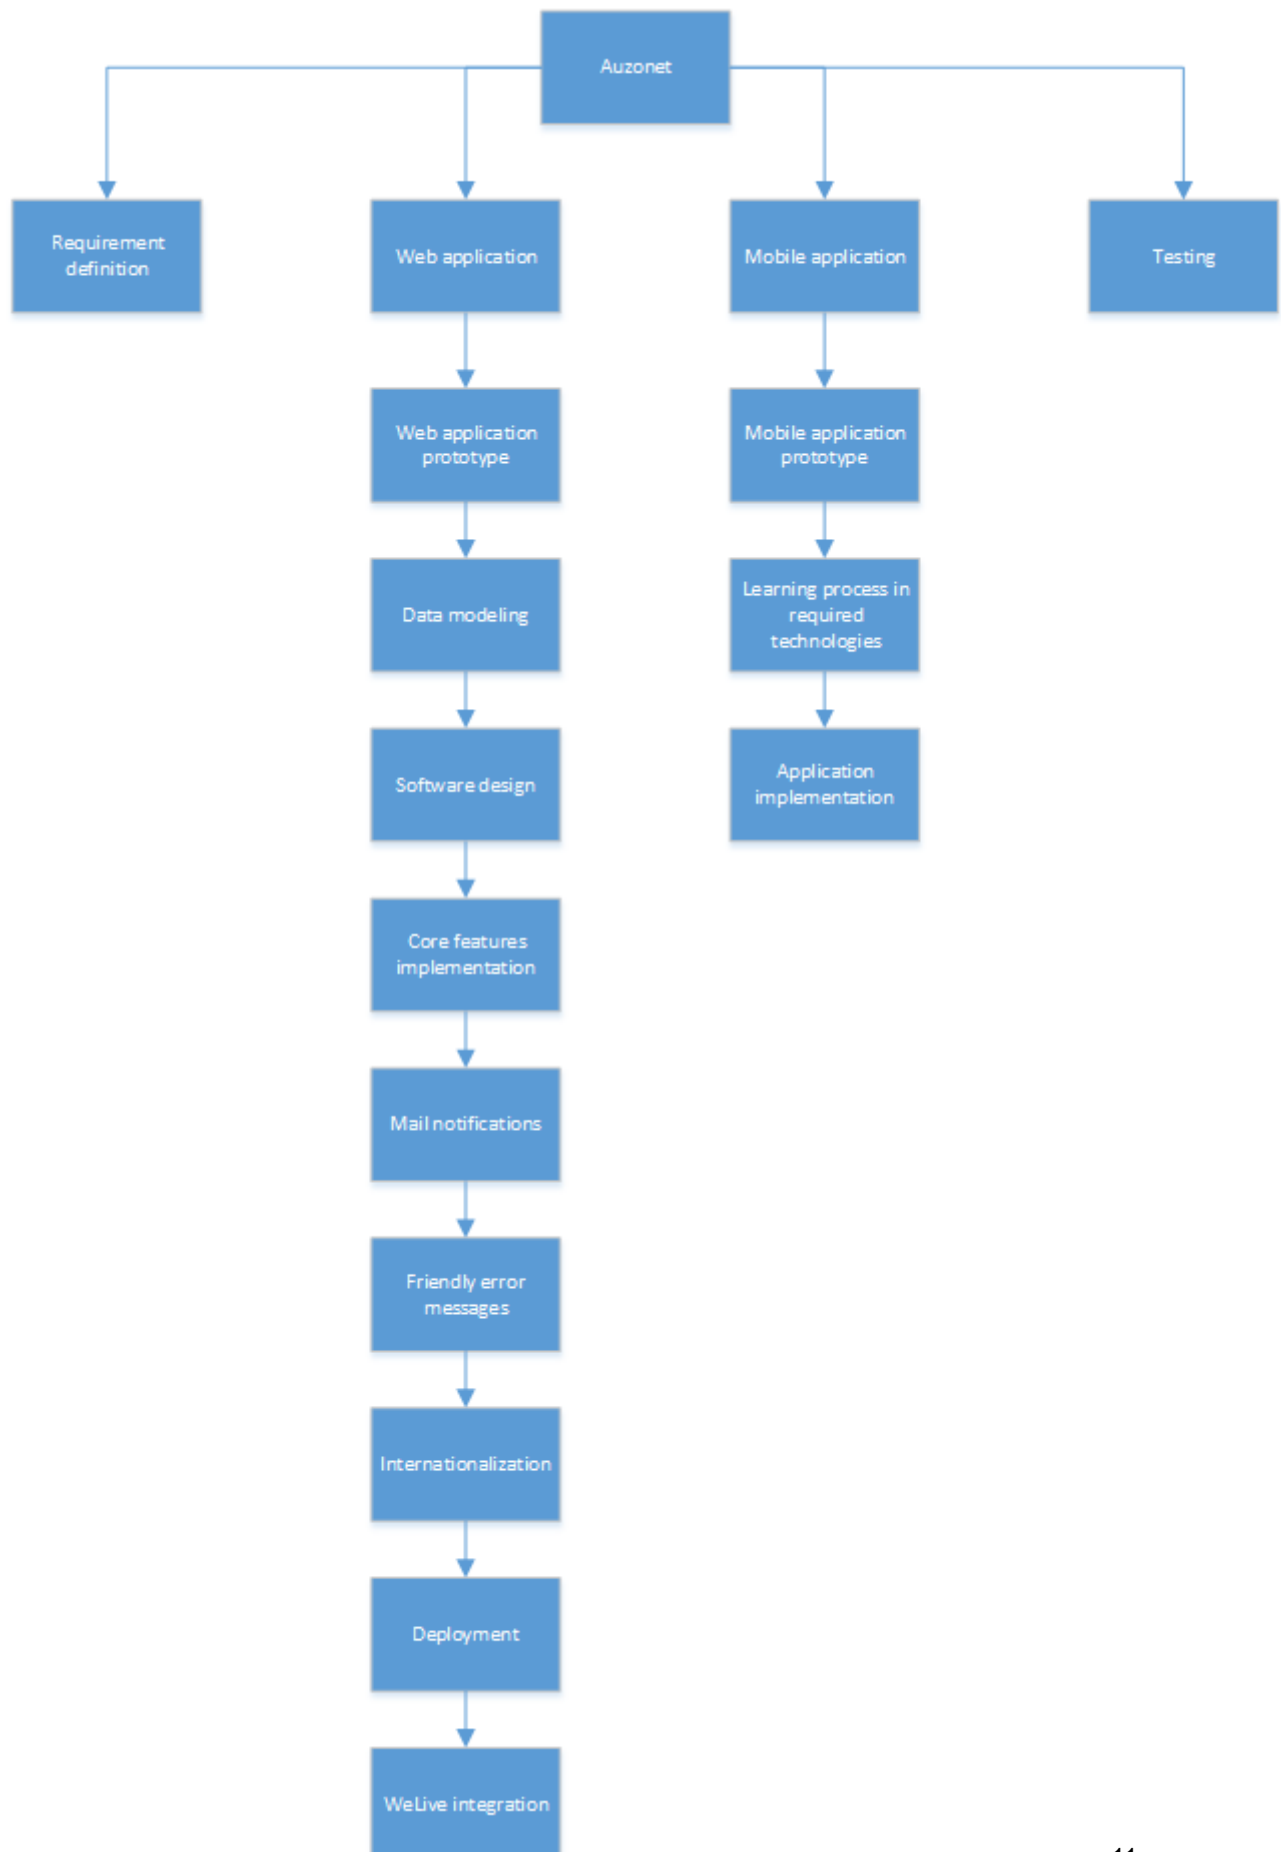 Auzonet
Requirement
definition
Web application
Mobile application
Testing
Web application
prototype
Mobile application
prototype
Data modeling
Learning process in
required
technologies
Software design
Application
implementation
Core features
implementation
Mail notifications
Friendly error
messages
Internationalization
Deployment
WeLive integration